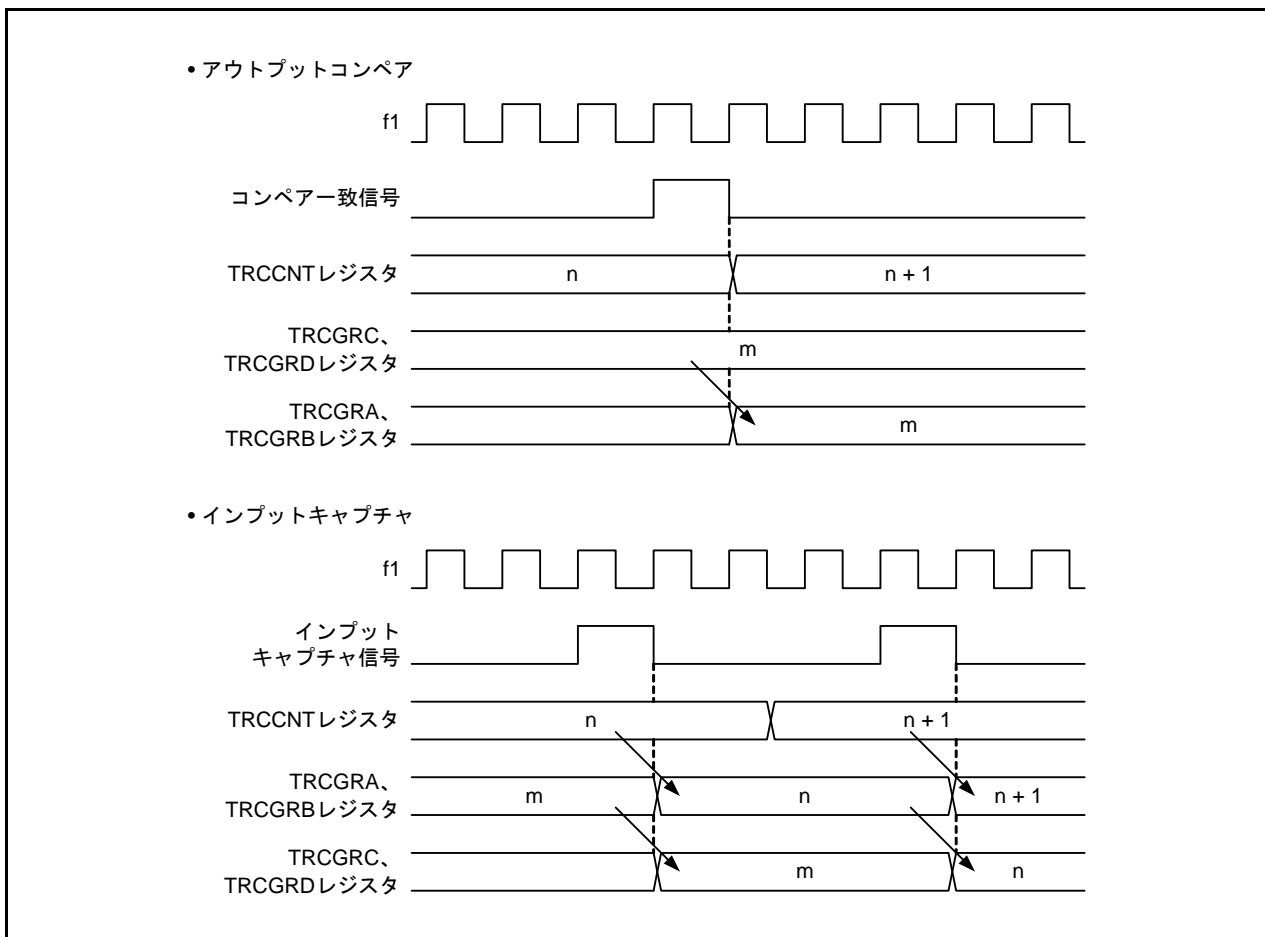 • アウトプットコンペア
f1
コンペア一致信号
TRCCNTレジスタ
n
n + 1
TRCGRC、
TRCGRDレジスタ
m
TRCGRA、
TRCGRBレジスタ
m
• インプットキャプチャ
f1
インプット
キャプチャ信号
TRCCNTレジスタ
n
n + 1
TRCGRA、
TRCGRBレジスタ
m
n
n + 1
TRCGRC、
TRCGRDレジスタ
m
n